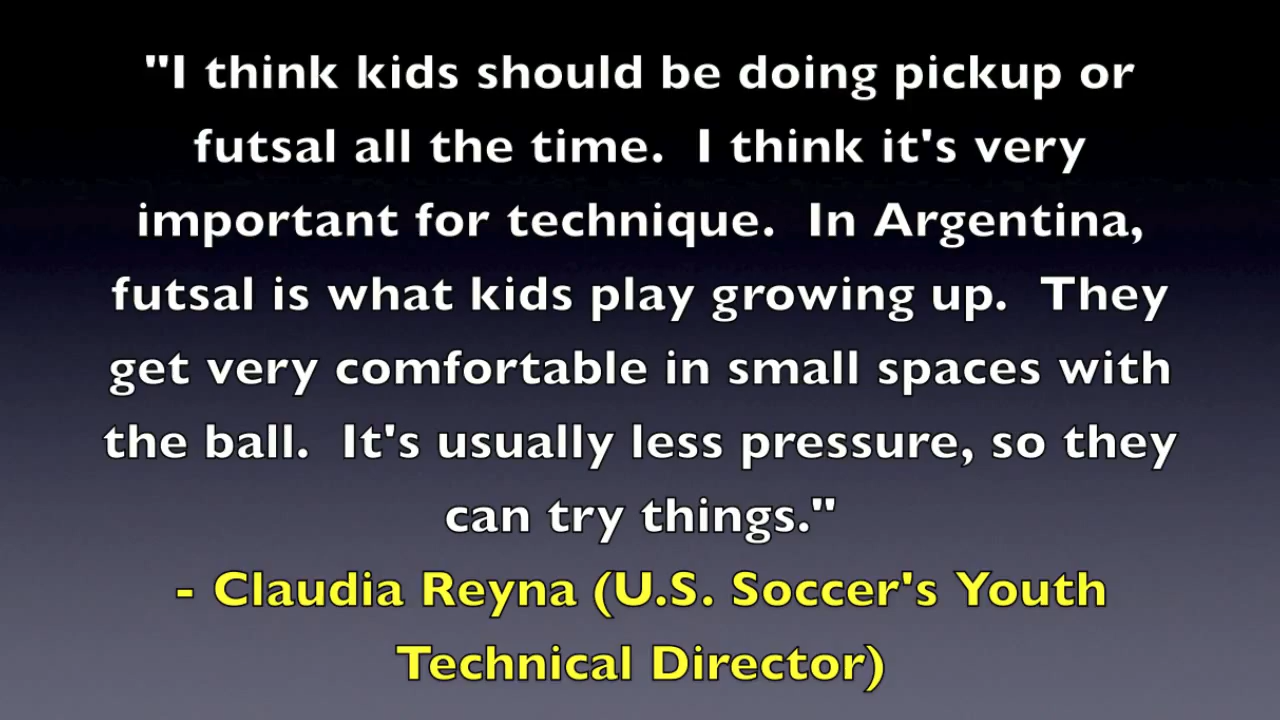 "I think kids should be doing pickup or
futsal all the time.  I think it's very
important for technique.  In Argentina,
futsal is what kids play growing up.  They
get very comfortable in small spaces with
the ball.  It's usually less pressure, so they
can try things."
- Claudia Reyna (U.S. Soccer's Youth
Technical Director)